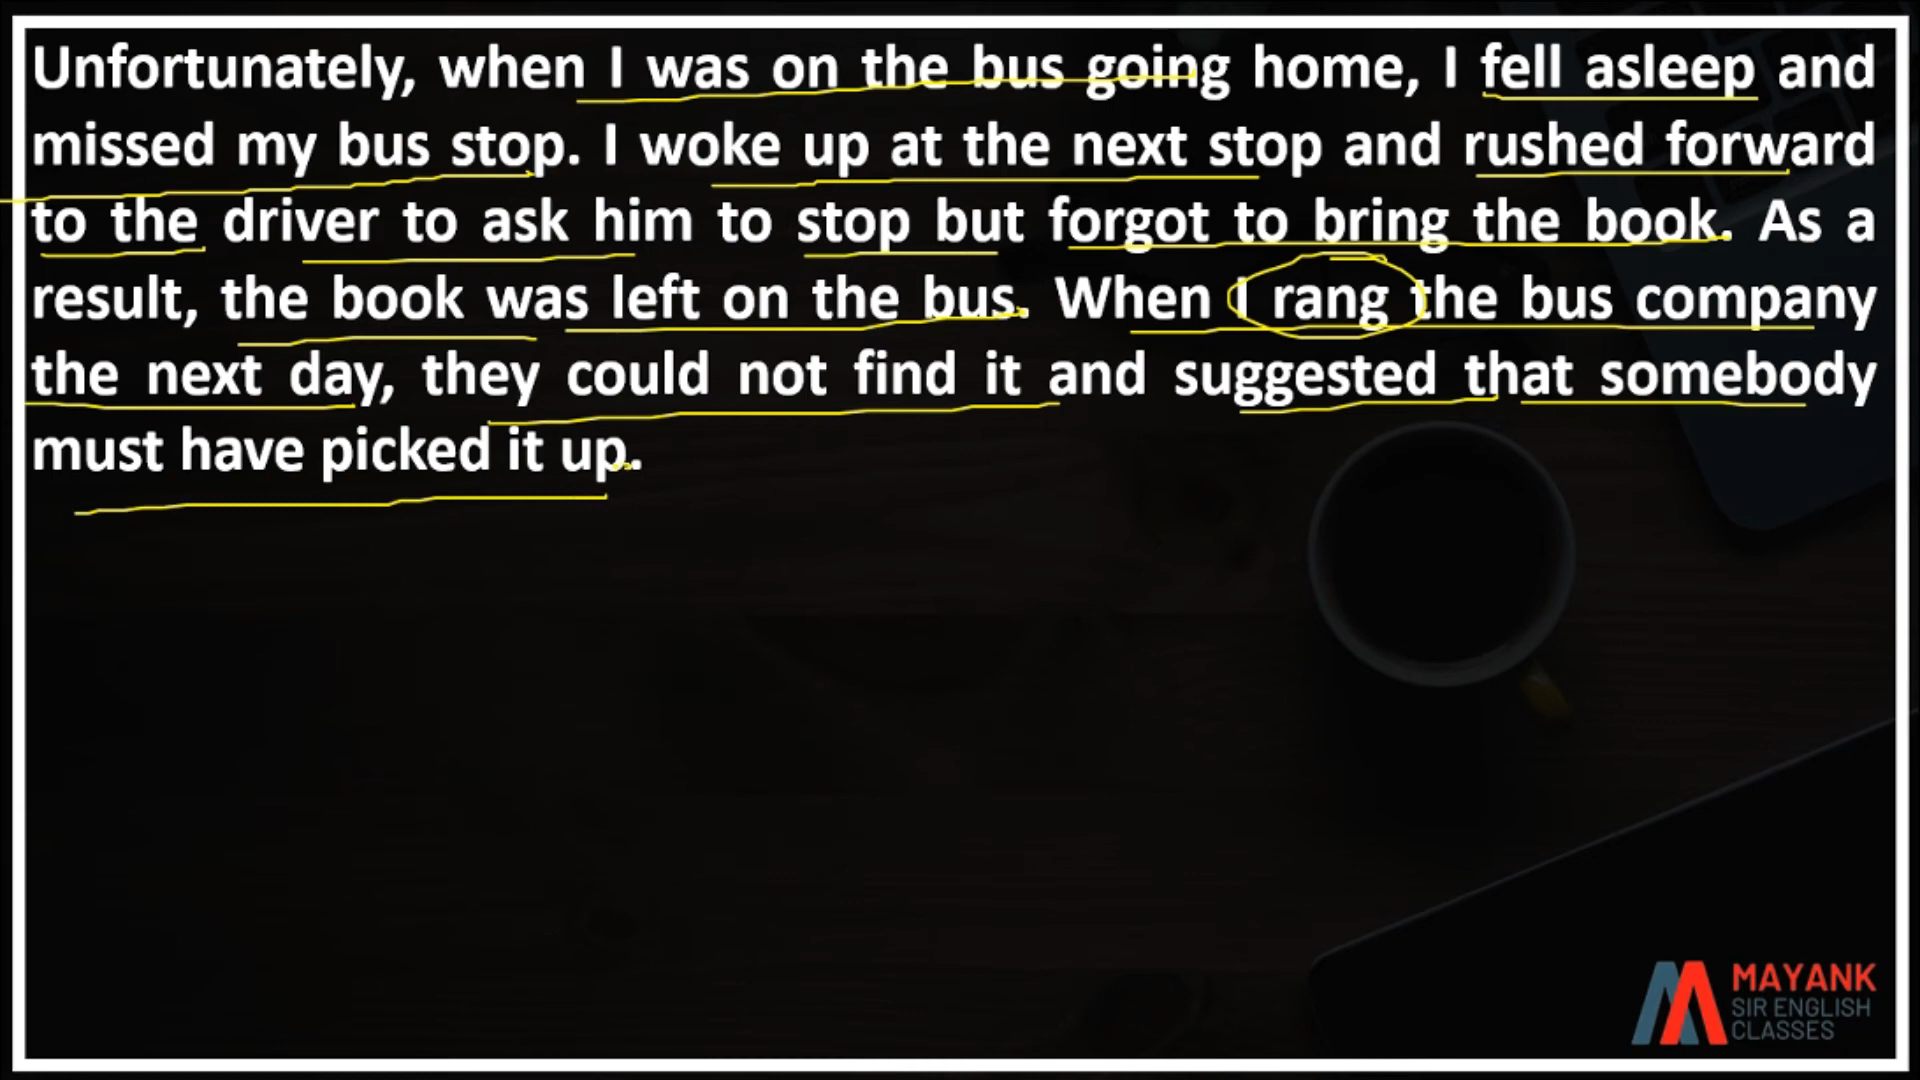 Unfortunately, when I was on the bus going home, I fell asleep and
missed my bus stop. I woke up at the next stop and rushed forward
to the driver to ask him to stop but forgot to bring the book. As a
result, the book was left on the bus. When I rang the bus company
the next day, they could not find it and suggested that somebody
must have picked it up.
MAYANK
SIR ENGLISH
CLASSES